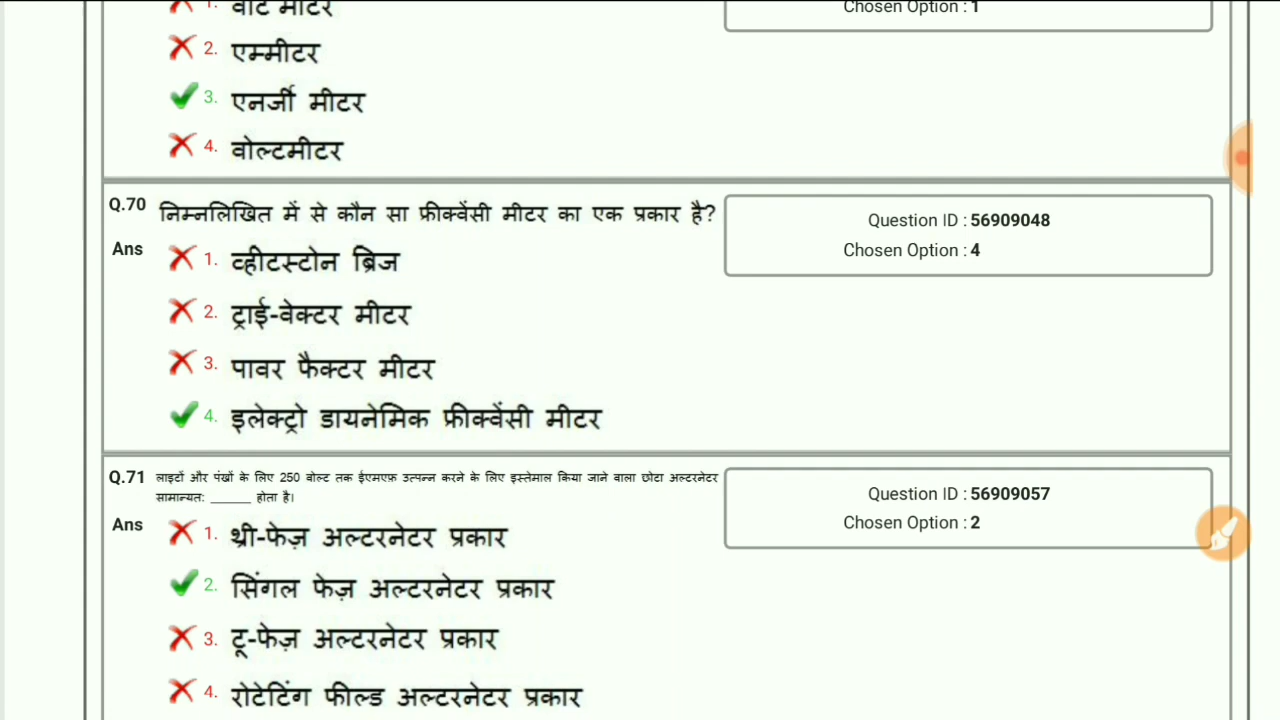 1. वाट मीटर
Chosen Option : 1
2. एम्मीटर
3. एनर्जी मीटर
4. वोल्टमीटर
Q.70 निम्नलिखित में से कौन सा फ्रीक्वेंसी मीटर का एक प्रकार है?
Question ID : 56909048
Chosen Option : 4
Ans 1. व्हीटस्टोन ब्रिज
2. ट्राई-वेक्टर मीटर
3. पावर फैक्टर मीटर
4. इलेक्ट्रो डायनेमिक फ्रीक्वेंसी मीटर
Q.71 लाइटों और पंखों के लिए 250 वोल्ट तक ईएमएफ़ उत्पन्न करने के लिए इस्तेमाल किया जाने वाला छोटा अल्टरनेटर
सामान्यत: ______ होता है।
Question ID : 56909057
Chosen Option : 2
Ans 1. थ्री-फेज़ अल्टरनेटर प्रकार
2. सिंगल फेज़ अल्टरनेटर प्रकार
3. टू-फेज़ अल्टरनेटर प्रकार
4. रोटेटिंग फील्ड अल्टरनेटर प्रकार